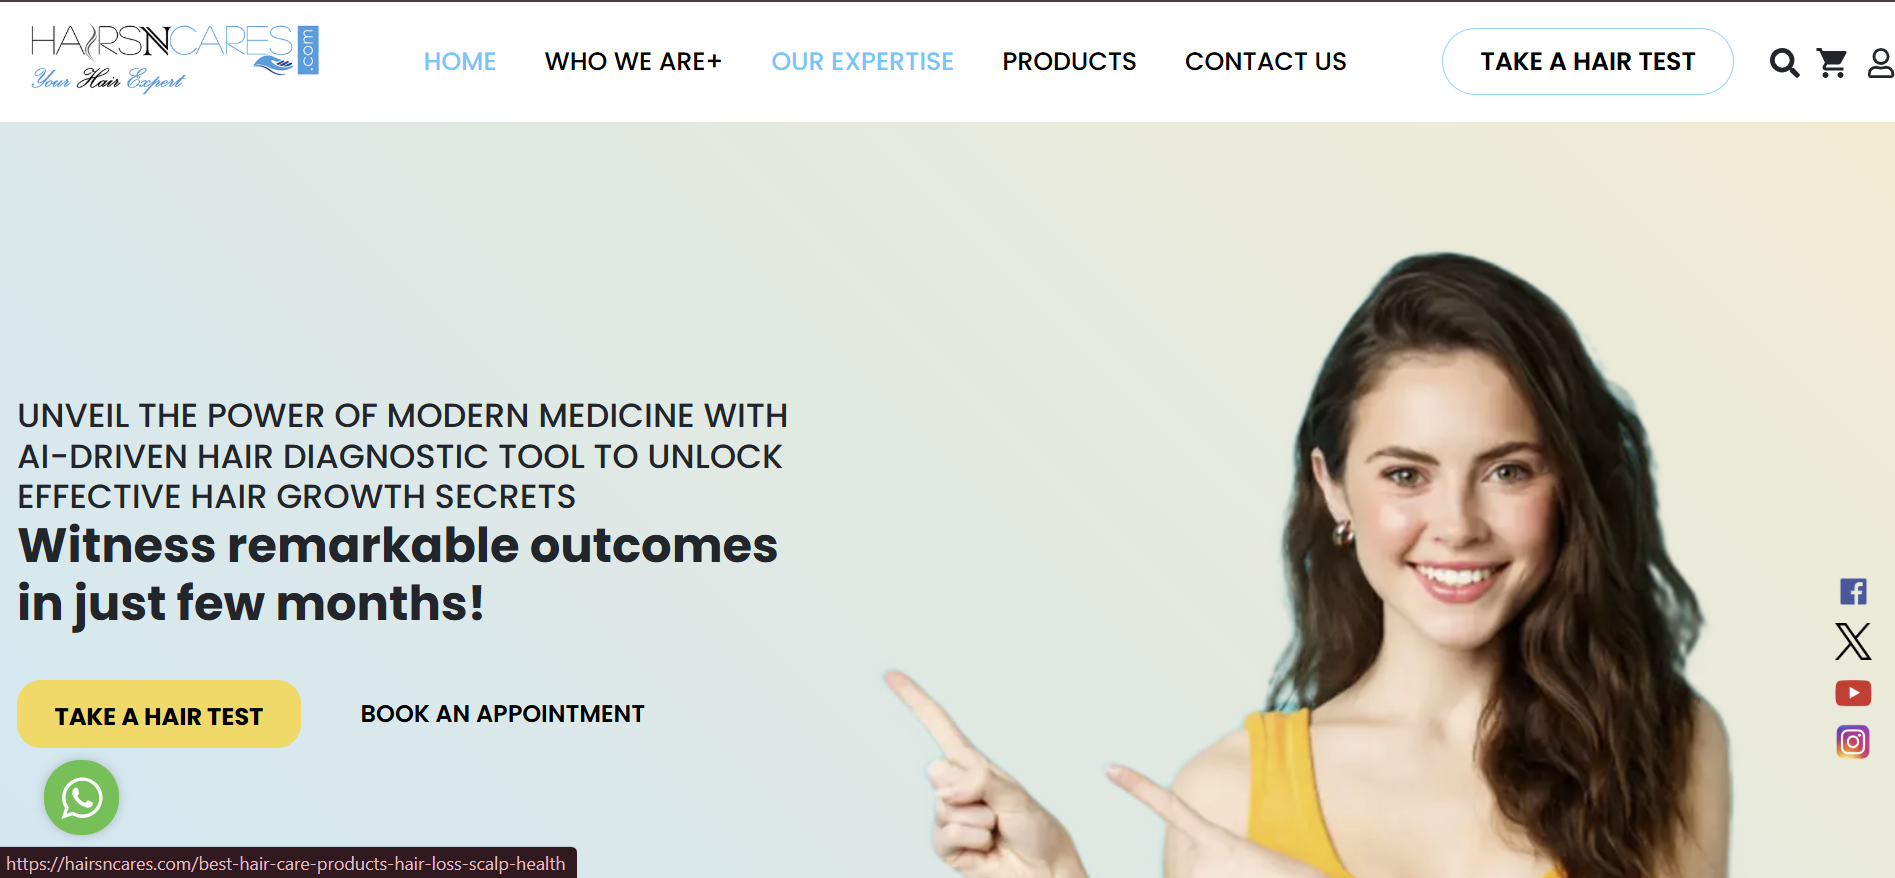 HAIRSNCARES.com
Your Hair Expert
HOME
WHO WE ARE+
OUR EXPERTISE
PRODUCTS
CONTACT US
TAKE A HAIR TEST
UNVEIL THE POWER OF MODERN MEDICINE WITH
AI-DRIVEN HAIR DIAGNOSTIC TOOL TO UNLOCK
EFFECTIVE HAIR GROWTH SECRETS
Witness remarkable outcomes
in just few months!
TAKE A HAIR TEST
BOOK AN APPOINTMENT
https://hairsncares.com/best-hair-care-products-hair-loss-scalp-health